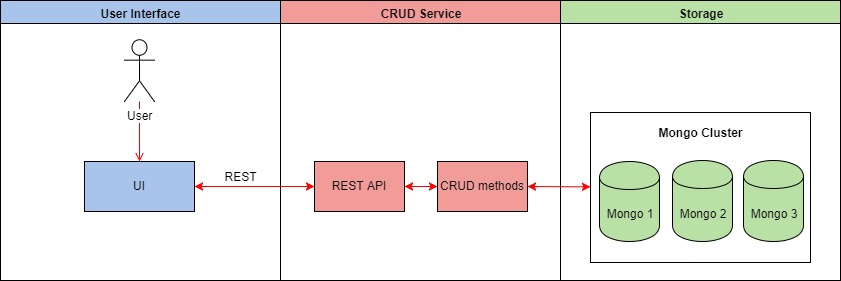 User Interface
CRUD Service
Storage
User
Mongo Cluster
UI
REST
REST API
CRUD methods
Mongo 1
Mongo 2
Mongo 3